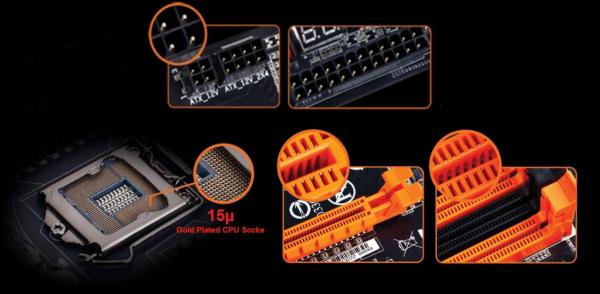 ATX_12V
ATX_12V_2X4
15µ
Gold Plated CPU Socke